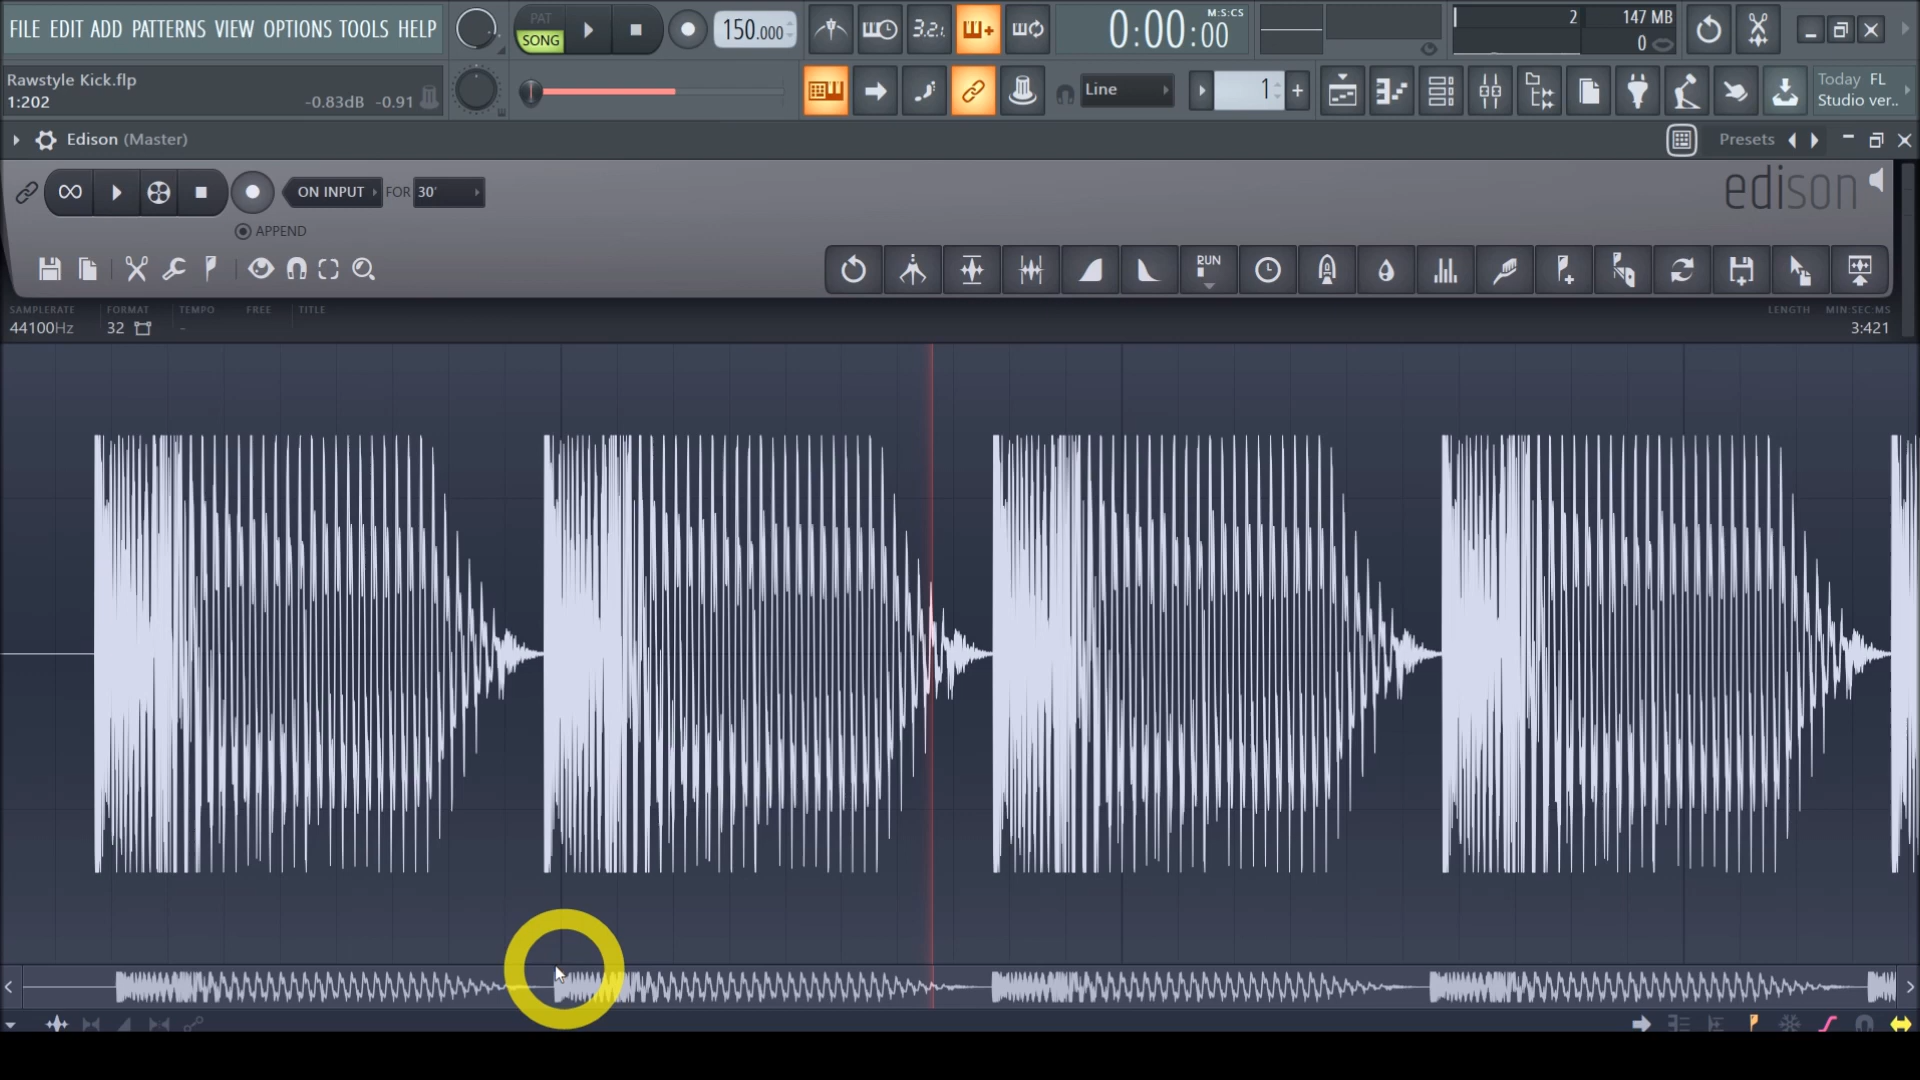 FILE EDIT ADD PATTERNS VIEW OPTIONS TOOLS HELP
PAT
SONG
150.000
3.2.1
0:00:00
M:S:CS
2
147 MB
0
Rawstyle Kick.flp
1:202
-0.83dB -0.91
Line
1
Today FL
Studio ver..
Edison (Master)
Presets
ON INPUT
FOR
30'
edison
APPEND
RUN
SAMPLERATE
44100Hz
FORMAT
32
TEMPO
-
FREE
TITLE
LENGTH
MIN:SEC:MS
3:421